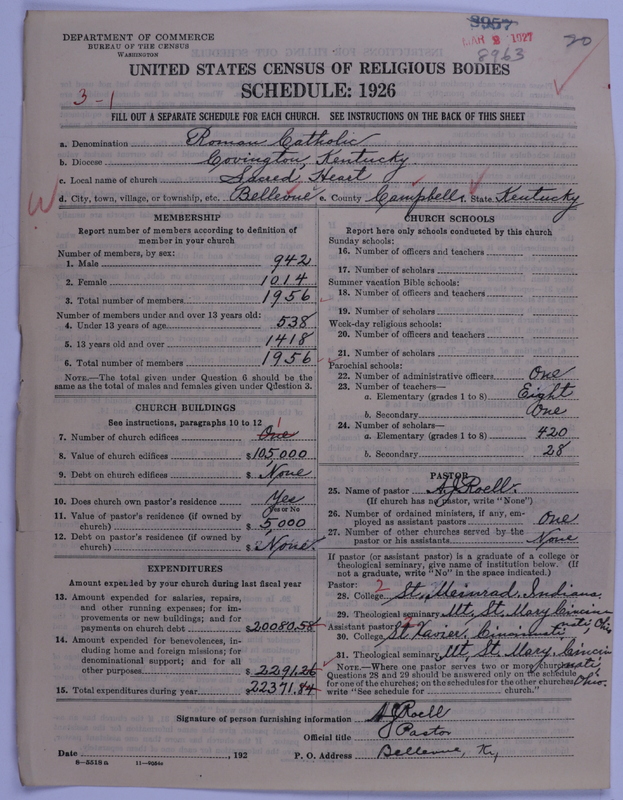 DEPARTMENT OF COMMERCE
BUREAU OF THE CENSUS
WASHINGTON
3957
MAR 2 1927
8963
20
UNITED STATES CENSUS OF RELIGIOUS BODIES
SCHEDULE: 1926
3-1
FILL OUT A SEPARATE SCHEDULE FOR EACH CHURCH. SEE INSTRUCTIONS ON THE BACK OF THIS SHEET
a. Denomination Roman Catholic
b. Diocese Covington, Kentucky
c. Local name of church Sacred Heart
d. City, town, village, or township, etc. Bellevue e. County Campbell f. State Kentucky
W
MEMBERSHIP
Report number of members according to definition of member in your church
Number of members, by sex:
1. Male 942
2. Female 1014
3. Total number of members 1956
Number of members under and over 13 years old:
4. Under 13 years of age 538
5. 13 years old and over 1418
6. Total number of members 1956
NOTE.—The total given under Question 6 should be
same as the total of males and females given under Question 3.
CHURCH BUILDINGS
See instructions, paragraphs 10 to 12
7. Number of church edifices One 1
8. Value of church edifices $105,000
9. Debt on church edifices $ None
10. Does church own pastor's residence Yes
Yes or No
11. Value of pastor's residence (if owned by
church) $5,000
12. Debt on pastor's residence (if owned by
church) $ None.
EXPENDITURES
Amount expended by your church during last fiscal year
13. Amount expended for salaries, repairs,
and other running expenses; for im-
provements or new buildings; and for
payments on church debt $20080.58
14. Amount expended for benevolences, in-
cluding home and foreign missions; for
denominational support; and for all
other purposes $2291.26
15. Total expenditures during year $22371.84
CHURCH SCHOOLS
Report here only schools conducted by this church
Sunday schools:
16. Number of officers and teachers
17. Number of scholars
Summer vacation Bible schools:
18. Number of officers and teachers
19. Number of scholars
Week-day religious schools:
20. Number of officers and teachers
21. Number of scholars
Parochial schools:
22. Number of administrative officers One
23. Number of teachers—
a. Elementary (grades 1 to 8) Eight
b. Secondary One
24. Number of scholars—
a. Elementary (grades 1 to 8) 420
b. Secondary 28
PASTOR
25. Name of pastor A. J. Roell.
(If church has no pastor, write "None")
26. Number of ordained ministers, if any, em-
ployed as assistant pastors One
27. Number of other churches served by the
pastor or his assistants None
If pastor (or assistant pastor) is a graduate of a college or
theological seminary, give name of institution below. (If
not a graduate, write "No" in the space indicated.)
Pastor:
28. College 2 St. Meinrad, Indiana.
29. Theological seminary Mt. St. Mary Cincin
nati, Ohio
Assistant pastor:
30. College St. Xavier, Cincinnati,
31. Theological seminary Mt. St. Mary Cincin
nati, Ohio.
NOTE.—Where one pastor serves two or more churches,
Questions 28 and 29 should be answered only on the schedule
for one of the churches; on the schedules for the other churches,
write "See schedule for church."
Signature of person furnishing information A J Roell
Official title Pastor
Date , 192
P. O. Address Bellevue, Ky,
8—5518 a